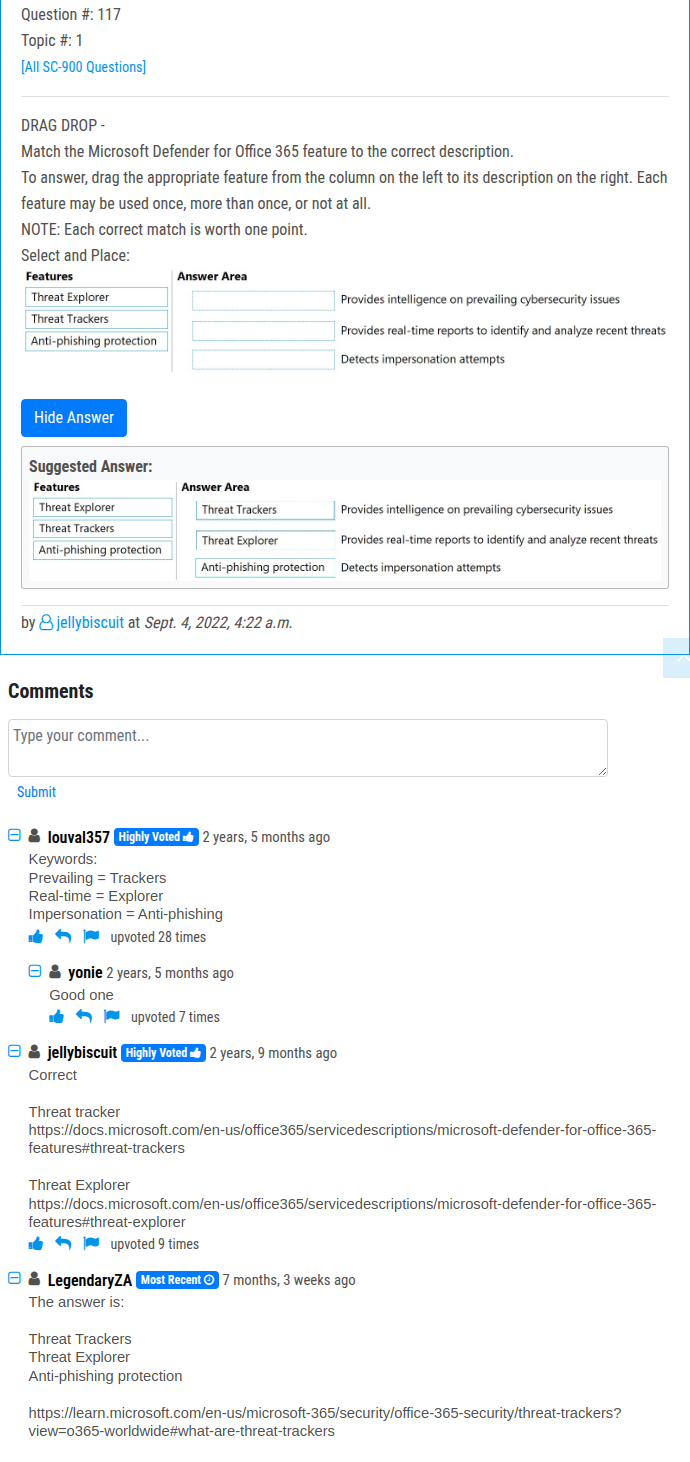 Question #: 117
Topic #: 1
[All SC-900 Questions]
DRAG DROP -
Match the Microsoft Defender for Office 365 feature to the correct description.
To answer, drag the appropriate feature from the column on the left to its description on the right. Each
feature may be used once, more than once, or not at all.
NOTE: Each correct match is worth one point.
Select and Place:
Features
Answer Area
Threat Explorer
Threat Trackers
Anti-phishing protection
Provides intelligence on prevailing cybersecurity issues
Provides real-time reports to identify and analyze recent threats
Detects impersonation attempts
Hide Answer
Suggested Answer:
Features
Answer Area
Threat Explorer
Threat Trackers
Anti-phishing protection
Threat Trackers Provides intelligence on prevailing cybersecurity issues
Threat Explorer Provides real-time reports to identify and analyze recent threats
Anti-phishing protection Detects impersonation attempts
by jellybiscuit at Sept. 4, 2022, 4:22 a.m.
Comments
Type your comment...
Submit
louval357 Highly Voted 2 years, 5 months ago
Keywords:
Prevailing = Trackers
Real-time = Explorer
Impersonation = Anti-phishing
upvoted 28 times
yonie 2 years, 5 months ago
Good one
upvoted 7 times
jellybiscuit Highly Voted 2 years, 9 months ago
Correct
Threat tracker
https://docs.microsoft.com/en-us/office365/servicedescriptions/microsoft-defender-for-office-365-
features#threat-trackers
Threat Explorer
https://docs.microsoft.com/en-us/office365/servicedescriptions/microsoft-defender-for-office-365-
features#threat-explorer
upvoted 9 times
LegendaryZA Most Recent 7 months, 3 weeks ago
The answer is:
Threat Trackers
Threat Explorer
Anti-phishing protection
https://learn.microsoft.com/en-us/microsoft-365/security/office-365-security/threat-trackers?
view=o365-worldwide#what-are-threat-trackers